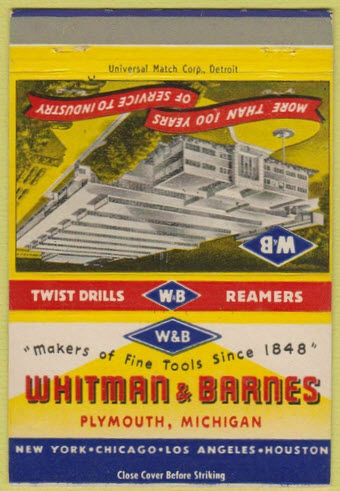 Universal Match Corp., Detroit
MORE THAN 100 YEARS
OF SERVICE TO INDUSTRY
W&B
TWIST DRILLS W-B REAMERS
W&B
"makers of Fine Tools Since 1848"
WHITMAN & BARNES
PLYMOUTH, MICHIGAN
NEW YORK • CHICAGO • LOS ANGELES • HOUSTON
Close Cover Before Striking